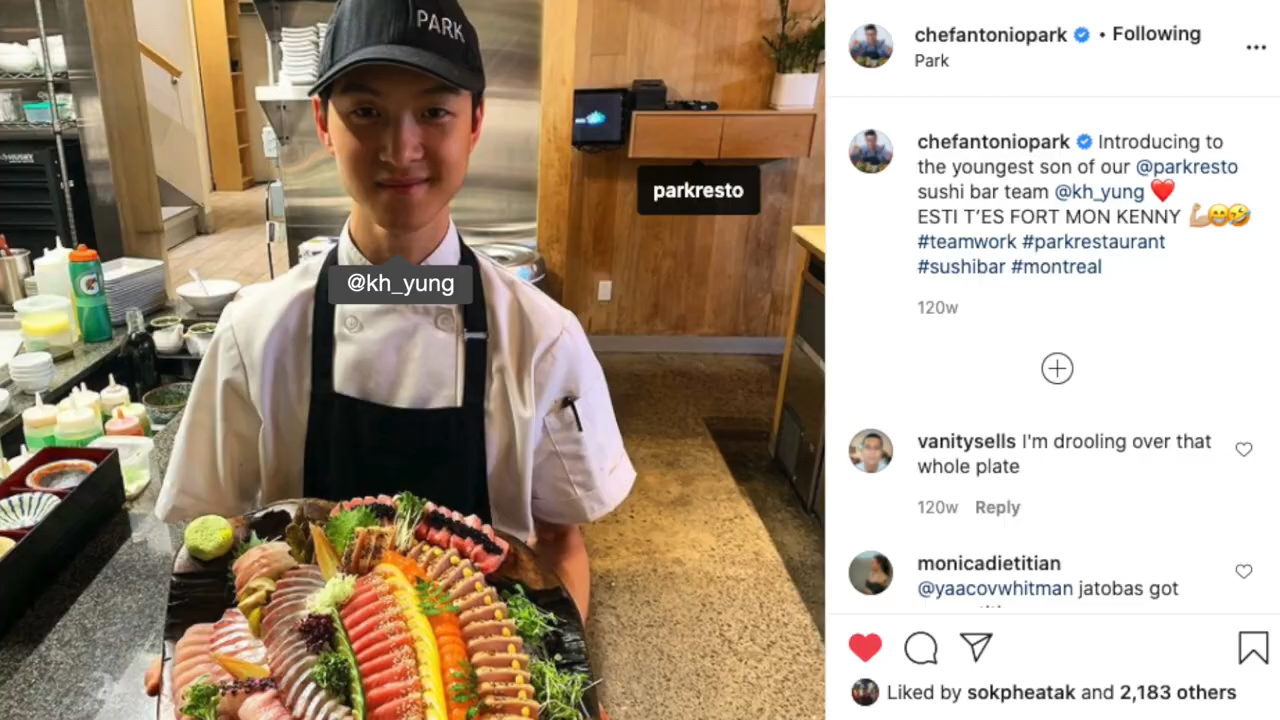 PARK
HUSKY
G
parkresto
@kh_yung
chefantoniopark • Following
Park
chefantoniopark Introducing to
the youngest son of our @parkresto
sushi bar team @kh_yung ❤️
ESTI T’ES FORT MON KENNY 💪🏼😁🤣
#teamwork #parkrestaurant
#sushibar #montreal
120w
vanitysells I'm drooling over that
whole plate
120w Reply
monicadietitian
@yaacovwhitman jatobas got
Liked by sokpheatak and 2,183 others